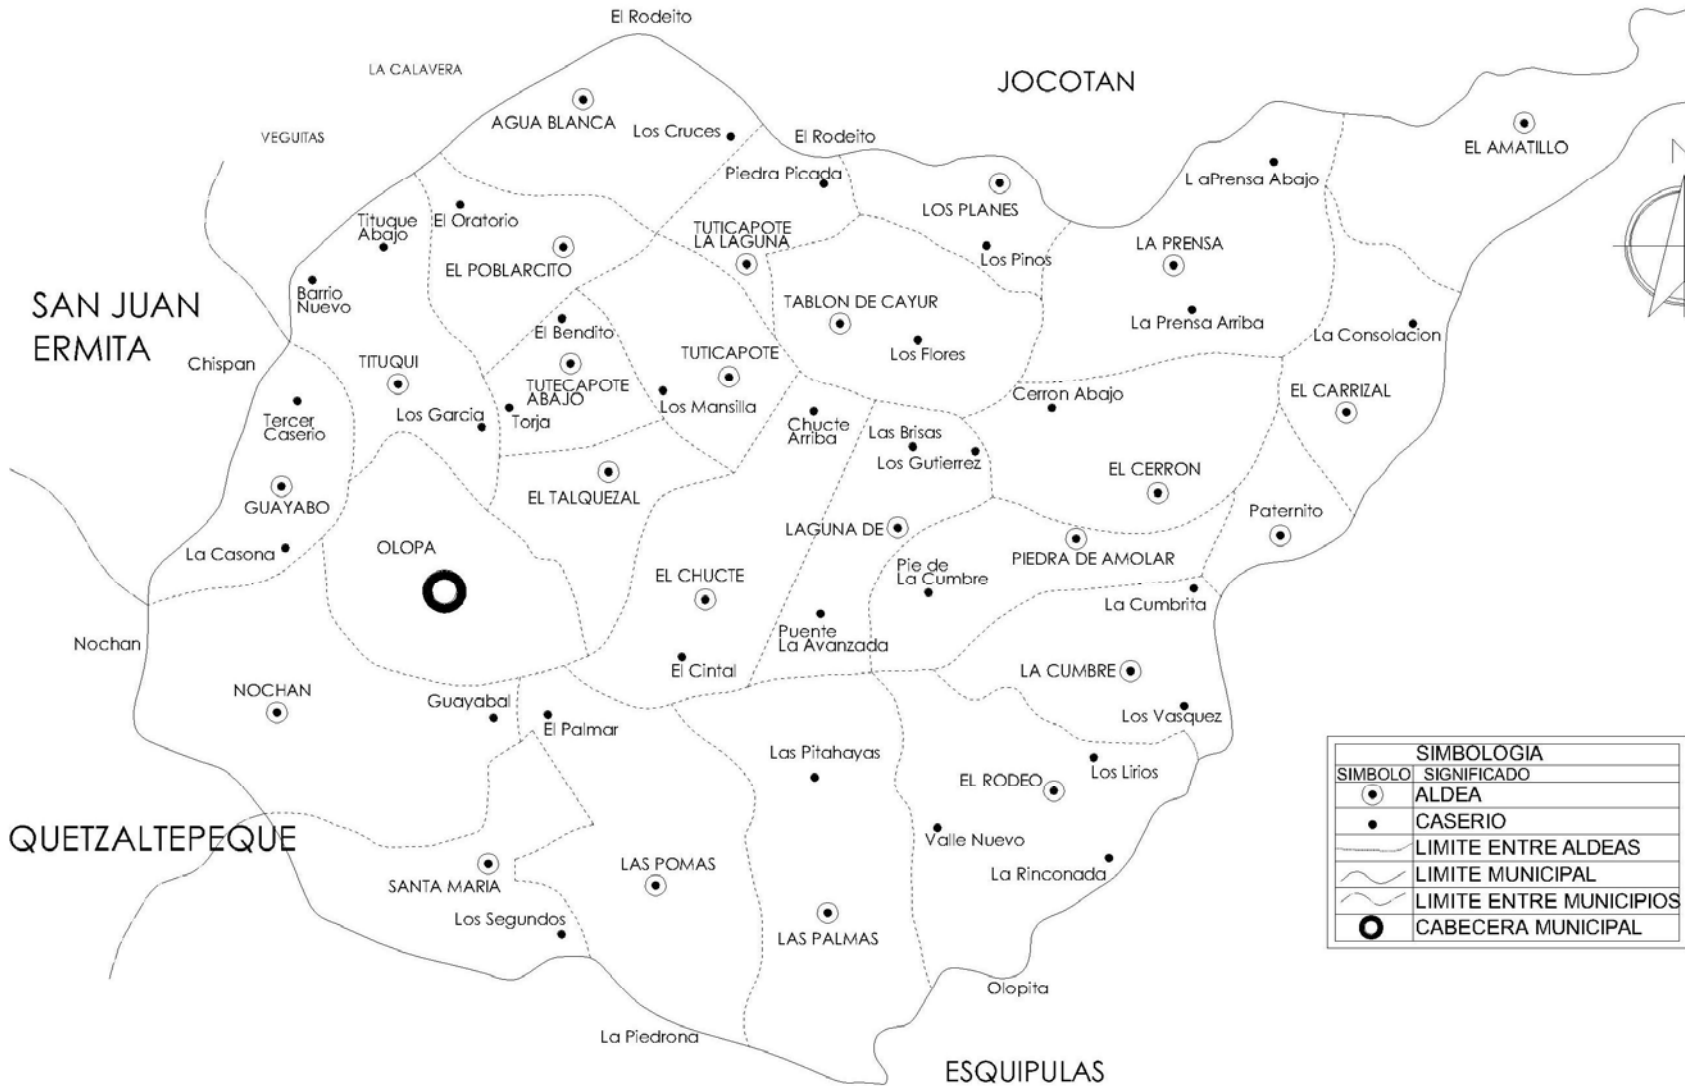 El Rodeito
LA CALAVERA
JOCOTAN
AGUA BLANCA
Los Cruces
El Rodeito
VEGUITAS
EL AMATILLO
N
Piedra Picada
LaPrensa Abajo
LOS PLANES
El Oratorio
Tituque
Abajo
TUTICAPOTE
LA LAGUNA
LA PRENSA
EL POBLARCITO
Los Pinos
Barrio
Nuevo
SAN JUAN
ERMITA
TABLON DE CAYUR
La Prensa Arriba
El Bendito
La Consolacion
Los Flores
Chispan
TITUQUI
TUTICAPOTE
TUTECAPOTE
ABAJO
Cerron Abajo
EL CARRIZAL
Tercer
Caserio
Los Garcia
Torja
Los Mansilla
Chucte
Arriba
Las Brisas
Los Gutierrez
EL CERRON
GUAYABO
EL TALQUEZAL
Paternito
LAGUNA DE
La Casona
OLOPA
PIEDRA DE AMOLAR
Pie de
La Cumbre
EL CHUCTE
La Cumbrita
Nochan
Puente
La Avanzada
El Cintal
LA CUMBRE
NOCHAN
Guayabal
El Palmar
Los Vasquez
Las Pitahayas
Los Lirios
EL RODEO
QUETZALTEPEQUE
Valle Nuevo
LAS POMAS
La Rinconada
SANTA MARIA
Los Segundos
LAS PALMAS
Olopita
La Piedrona
ESQUIPULAS
SIMBOLOGIA
SIMBOLO SIGNIFICADO
ALDEA
CASERIO
LIMITE ENTRE ALDEAS
LIMITE MUNICIPAL
LIMITE ENTRE MUNICIPIOS
CABECERA MUNICIPAL